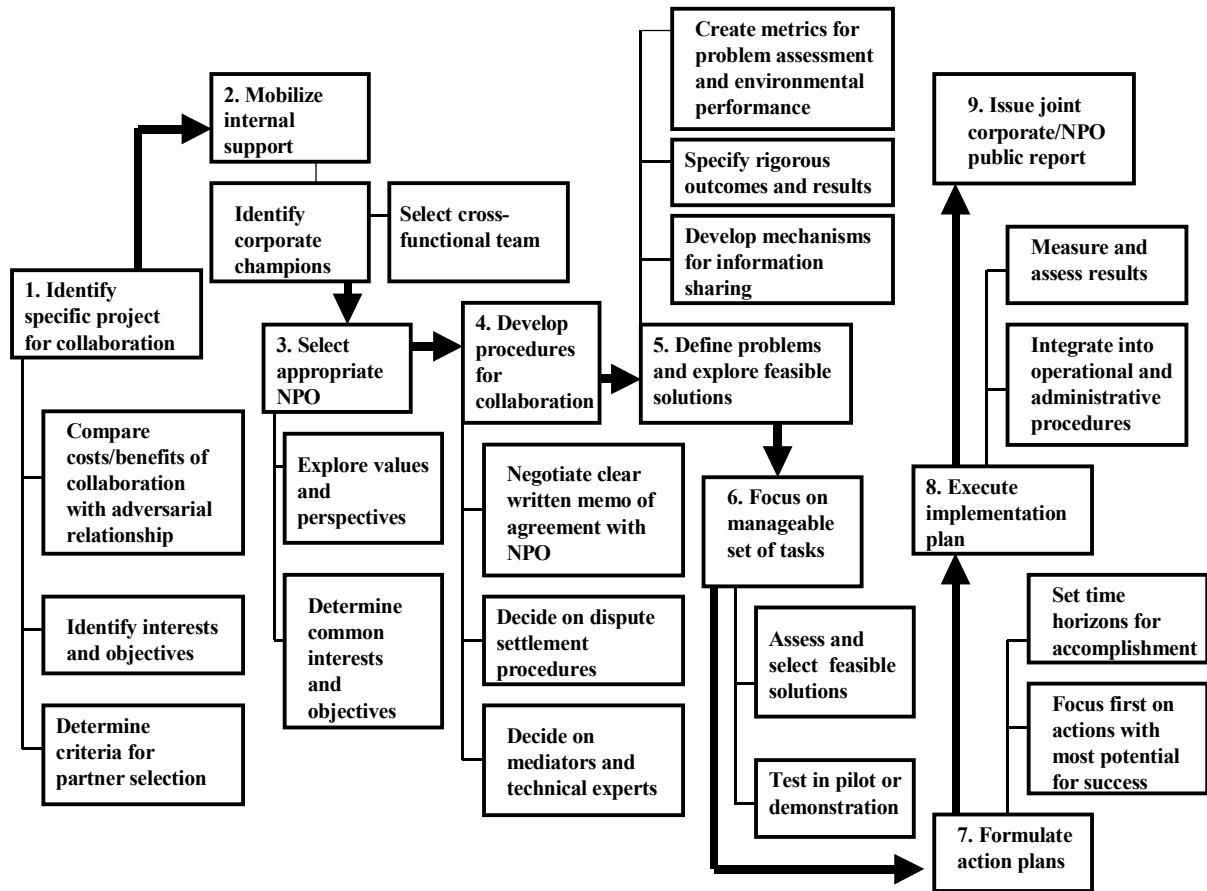 1. Identify
specific project
for collaboration
Compare
costs/benefits of
collaboration
with adversarial
relationship
Identify interests
and objectives
Determine
criteria for
partner selection
2. Mobilize
internal
support
Identify
corporate
champions
Select cross-
functional team
3. Select
appropriate
NPO
Explore values
and
perspectives
Determine
common
interests
and
objectives
4. Develop
procedures
for
collaboration
Negotiate clear
written memo of
agreement with
NPO
Decide on dispute
settlement
procedures
Decide on
mediators and
technical experts
5. Define problems
and explore feasible
solutions
Create metrics for
problem assessment
and environmental
performance
Specify rigorous
outcomes and results
Develop mechanisms
for information
sharing
6. Focus on
manageable
set of tasks
Assess and
select feasible
solutions
Test in pilot or
demonstration
7. Formulate
action plans
Set time
horizons for
accomplishment
Focus first on
actions with
most potential
for success
8. Execute
implementation
plan
Measure and
assess results
Integrate into
operational and
administrative
procedures
9. Issue joint
corporate/NPO
public report